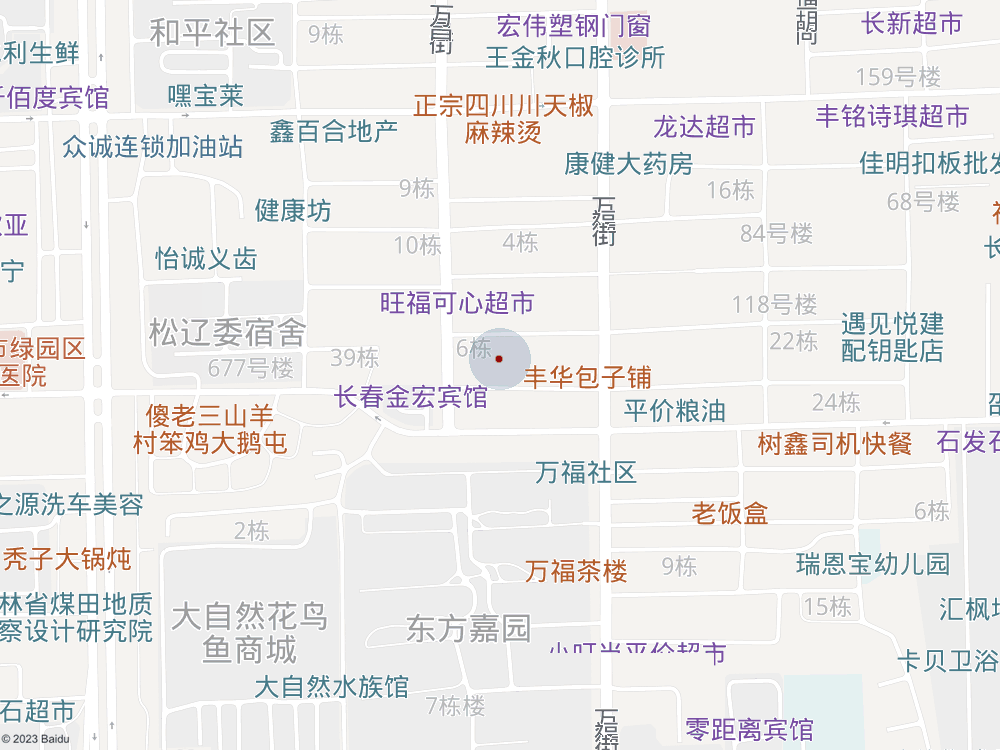 和平社区
9栋
万昌街
宏伟塑钢门窗
长新超市
利生鲜
王金秋口腔诊所
159号楼
佰度宾馆
嘿宝莱
正宗四川川天椒
麻辣烫
丰铭诗琪超市
鑫百合地产
龙达超市
众诚连锁加油站
康健大药房
佳明扣板批发
9栋
16栋
68号楼
健康坊
万福街
亚
10栋
4栋
84号楼
长
怡诚义齿
宁
旺福可心超市
118号楼
松辽委宿舍
遇见悦建
配钥匙店
22栋
绿园区
医院
6栋
39栋
677号楼
丰华包子铺
长春金宏宾馆
平价粮油
24栋
傻老三山羊
村笨鸡大鹅屯
树鑫司机快餐
石发石
万福社区
之源洗车美容
老饭盒
6栋
2栋
秃子大锅炖
万福茶楼
9栋
瑞恩宝幼儿园
林省煤田地质
察设计研究院
大自然花鸟
鱼商城
东方嘉园
15栋
汇枫
小叮当平价超市
卡贝卫浴
大自然水族馆
7栋楼
石超市
万福街
零距离宾馆
© 2023 Baidu